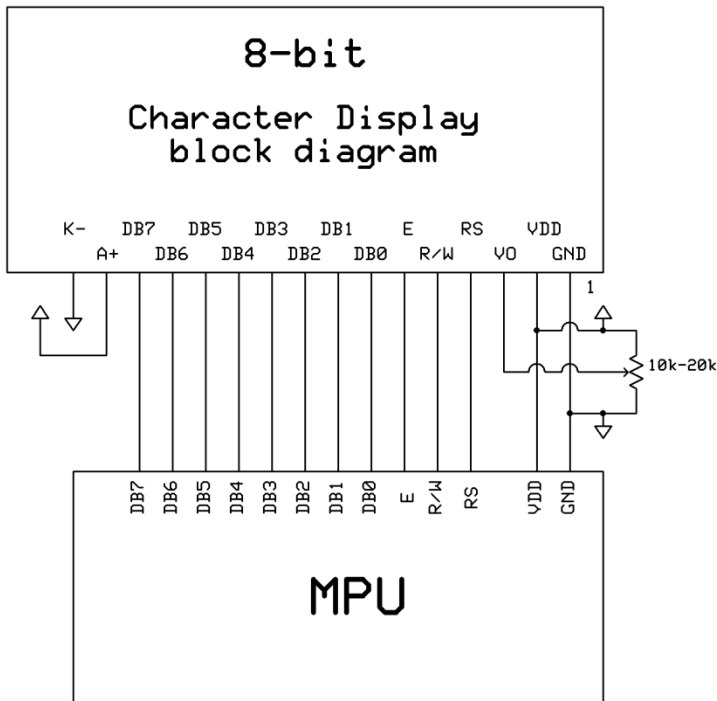 8-bit
Character Display
block diagram
K- DB7 DB5 DB3 DB1 E RS VDD
A+ DB6 DB4 DB2 DB0 R/W VO GND
1
10k-20k
DB7 DB6 DB5 DB4 DB3 DB2 DB1 DB0 E R/W RS VDD GND
MPU